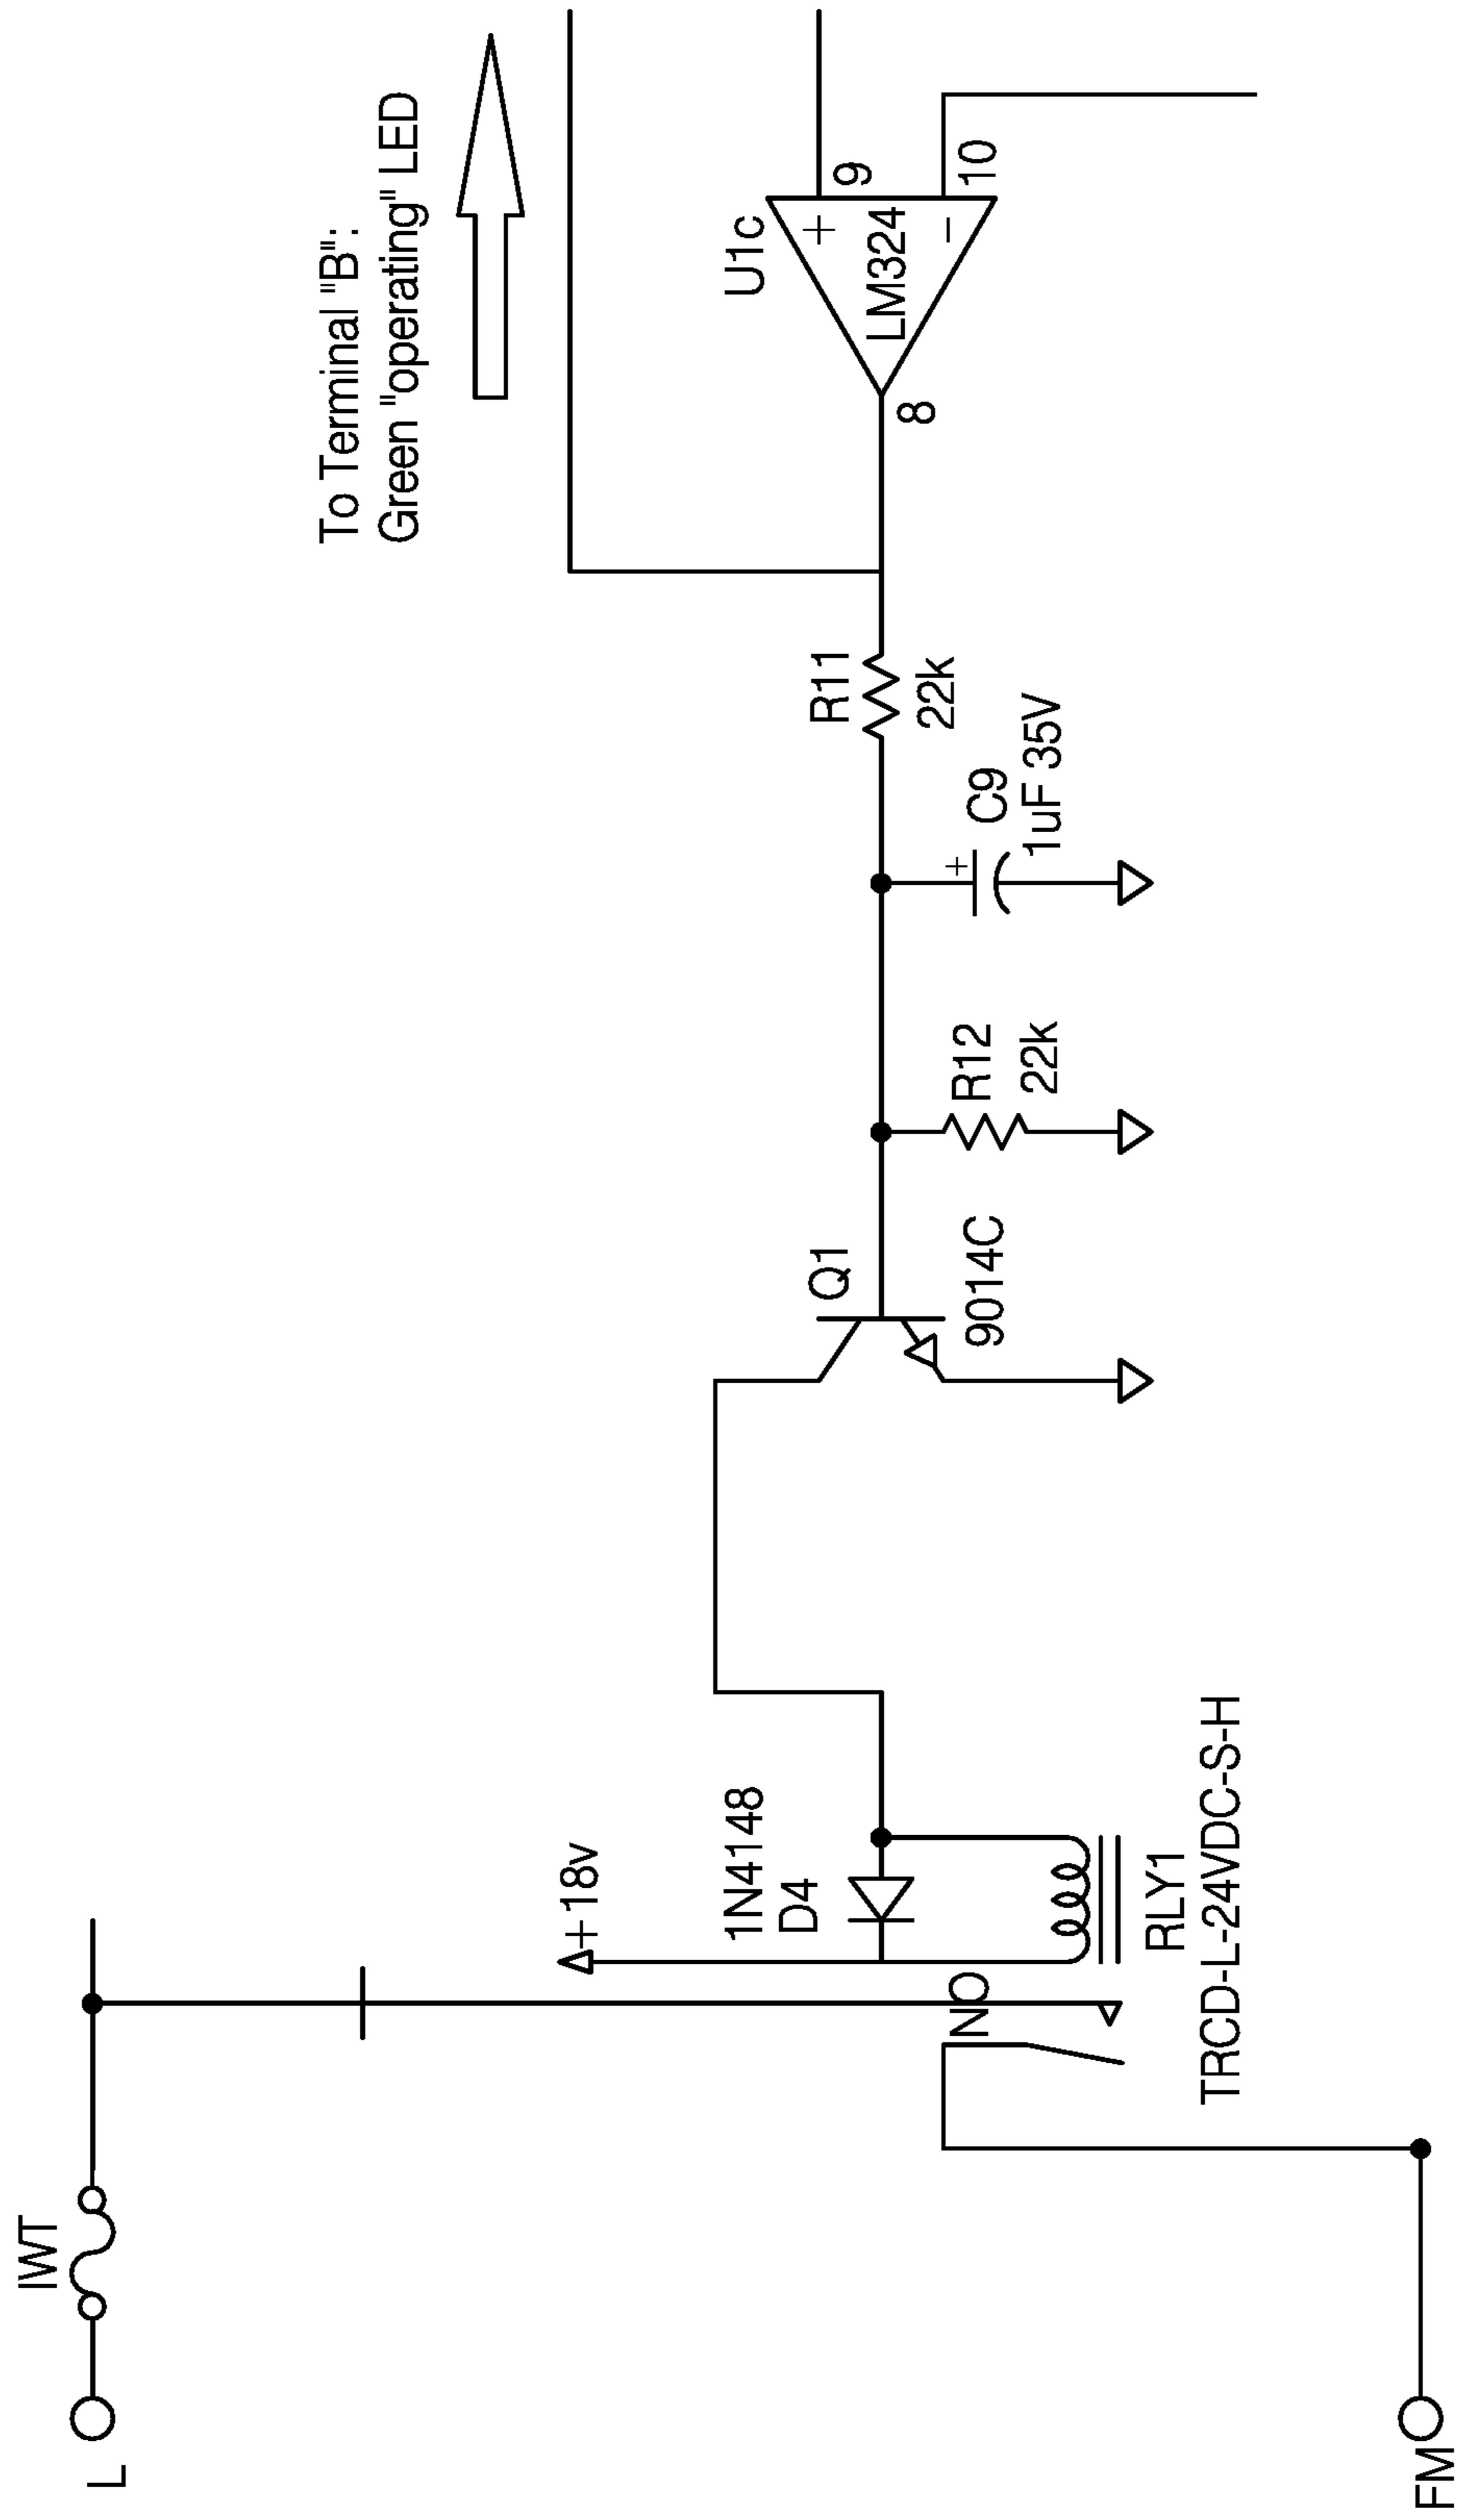 To Terminal "B":
Green "operating" LED
U1c
+
9
LM324
−
10
8
R11
22k
+
C9
1uF 35V
R12
22k
Q1
9014C
+18v
1N4148
D4
NO
RLY1
TRCD-L-24VDC-S-H
IWT
L
FM